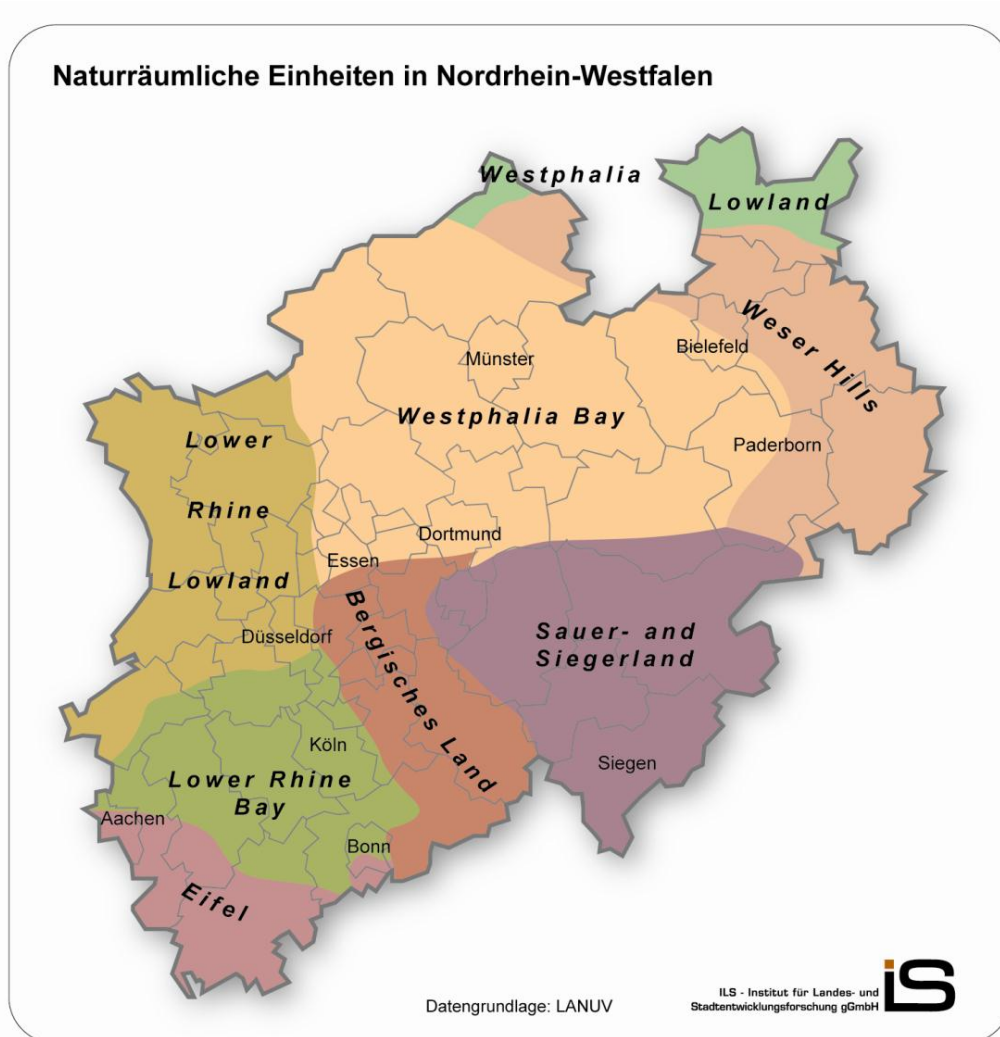 Naturräumliche Einheiten in Nordrhein-Westfalen
Westphalia
Lowland
Weser Hills
Bielefeld
Münster
Westphalia Bay
Paderborn
Lower
Rhine
Lowland
Dortmund
Essen
Düsseldorf
Bergisches Land
Sauer- and
Siegerland
Köln
Siegen
Lower Rhine
Bay
Aachen
Bonn
Eifel
Datengrundlage: LANUV
ILS - Institut für Landes- und
Stadtentwicklungsforschung gGmbH
iLS